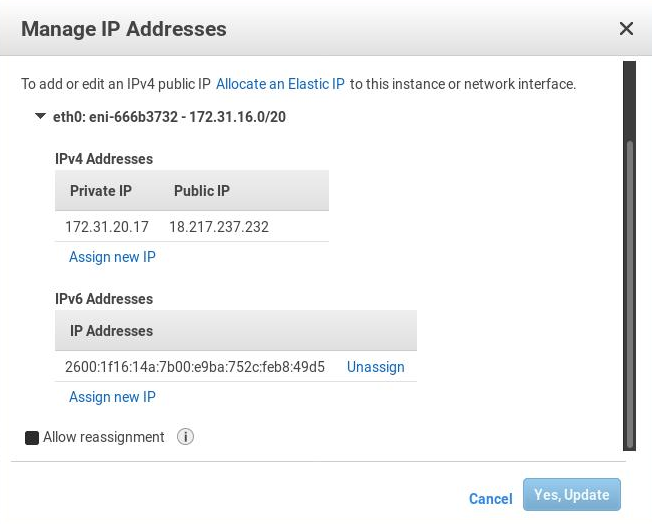 Manage IP Addresses
To add or edit an IPv4 public IP Allocate an Elastic IP to this instance or network interface.
eth0: eni-666b3732 - 172.31.16.0/20
IPv4 Addresses
Private IP Public IP
172.31.20.17 18.217.237.232
Assign new IP
IPv6 Addresses
IP Addresses
2600:1f16:14a:7b00:e9ba:752c:feb8:49d5 Unassign
Assign new IP
Allow reassignment
Cancel Yes, Update